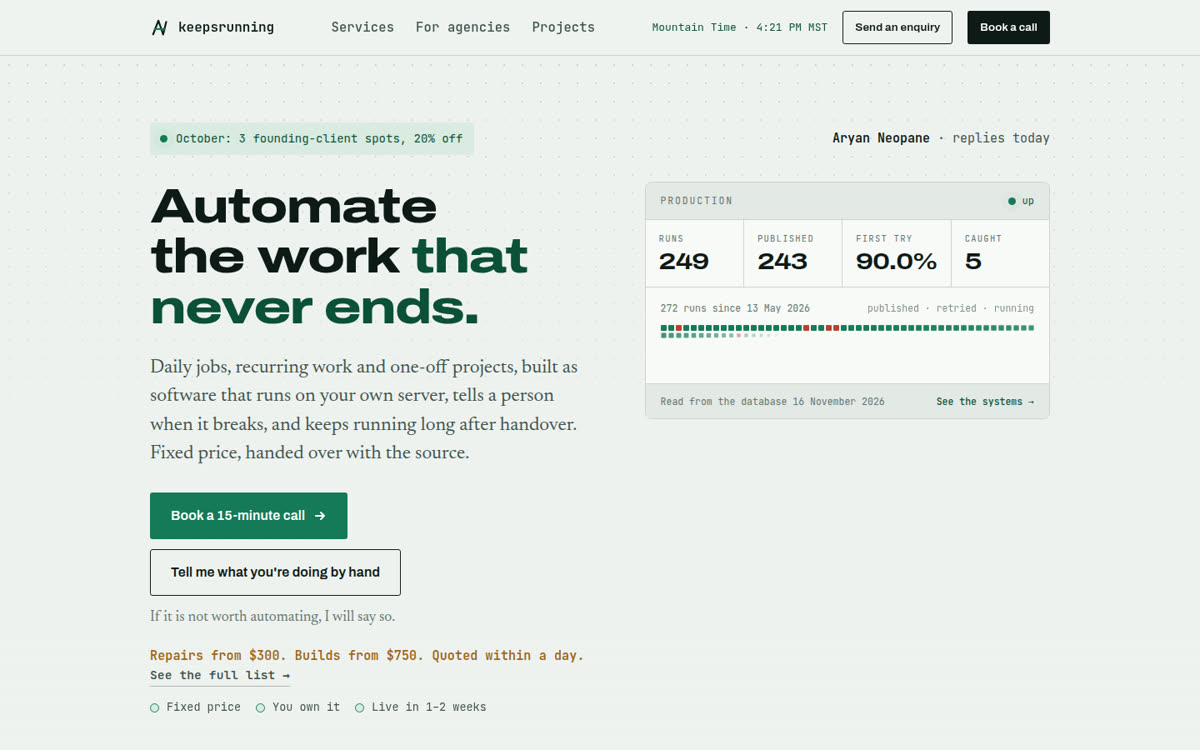 keepsrunning
Services
For agencies
Projects
Mountain Time · 4:21 PM MST
Send an enquiry
Book a call
October: 3 founding-client spots, 20% off
Aryan Neopane · replies today
Automate
the work that
never ends.
Daily jobs, recurring work and one-off projects, built as
software that runs on your own server, tells a person
when it breaks, and keeps running long after handover.
Fixed price, handed over with the source.
Book a 15-minute call →
Tell me what you're doing by hand
If it is not worth automating, I will say so.
Repairs from $300. Builds from $750. Quoted within a day.
See the full list →
Fixed price
You own it
Live in 1–2 weeks
PRODUCTION
up
RUNS
249
PUBLISHED
243
FIRST TRY
90.0%
CAUGHT
5
272 runs since 13 May 2026
published · retried · running
Read from the database 16 November 2026
See the systems →